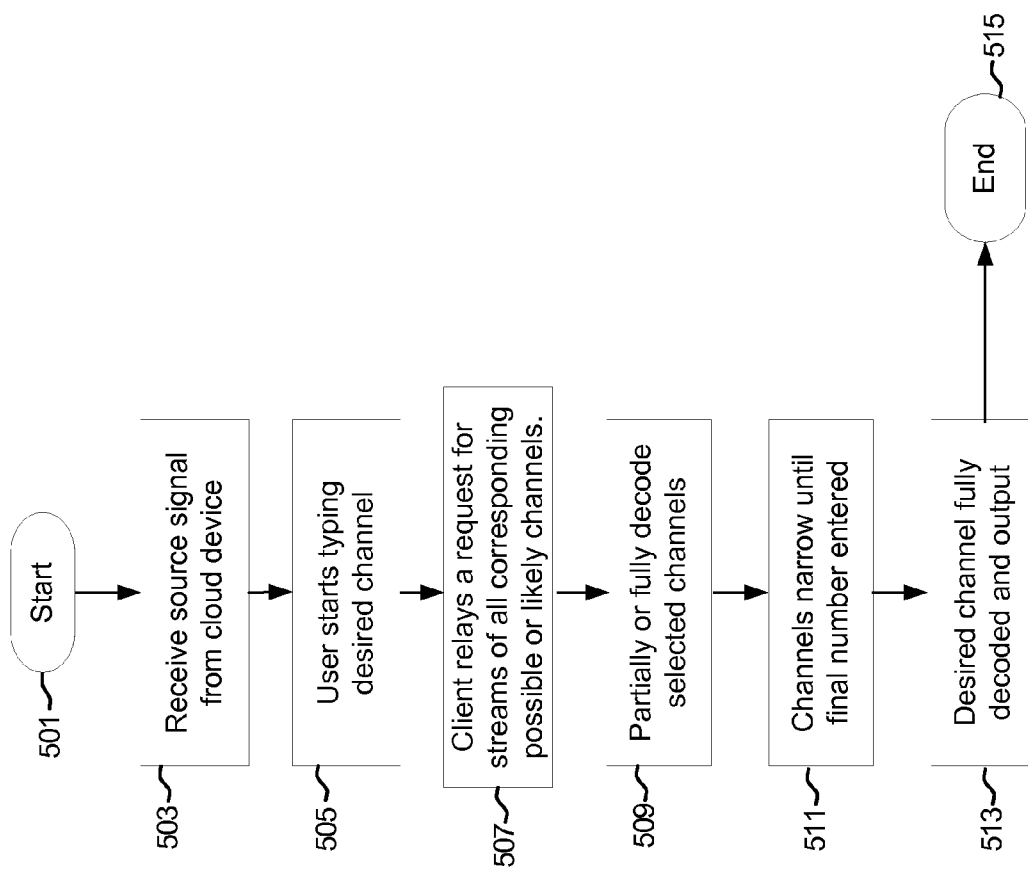 Start
501
Receive source signal
from cloud device
503
User starts typing
desired channel
505
Client relays a request for
streams of all corresponding
possible or likely channels.
507
Partially or fully decode
selected channels
509
Channels narrow until
final number entered
511
Desired channel fully
decoded and output
513
End
515